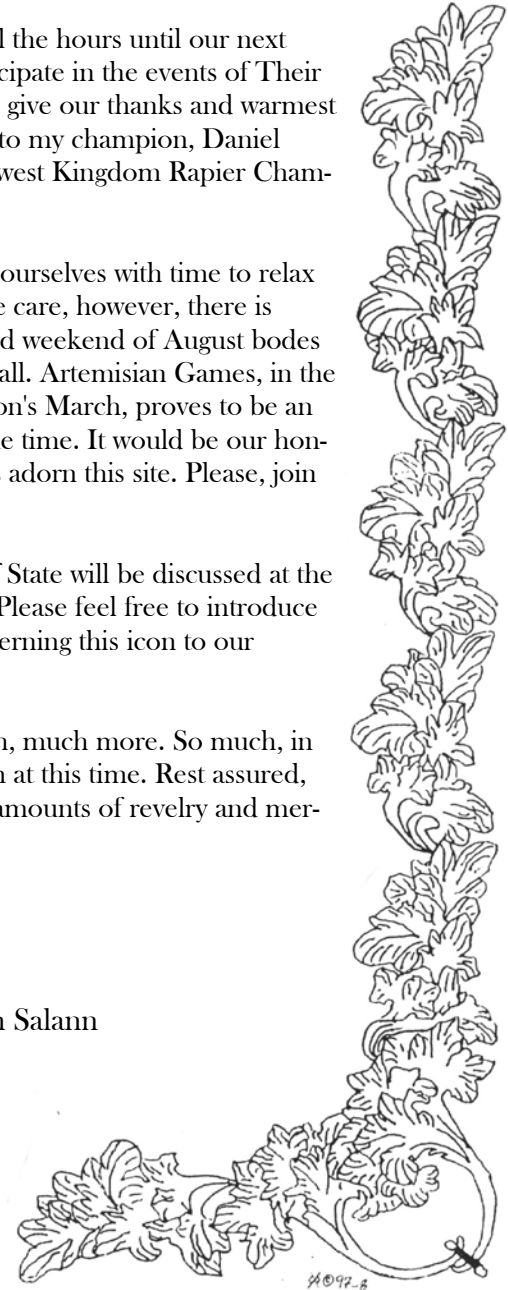 l the hours until our next
cipate in the events of Their
give our thanks and warmest
to my champion, Daniel
west Kingdom Rapier Cham-
ourselves with time to relax
e care, however, there is
d weekend of August bodes
all. Artemisian Games, in the
on's March, proves to be an
e time. It would be our hon-
s adorn this site. Please, join
f State will be discussed at the
Please feel free to introduce
erning this icon to our
n, much more. So much, in
n at this time. Rest assured,
amounts of revelry and mer-
n Salann
©97-B